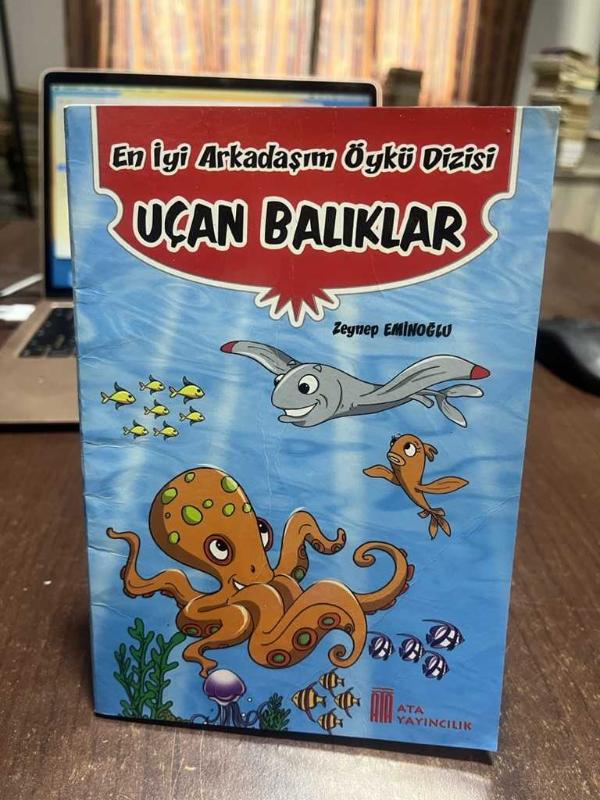 En İyi Arkadaşım Öykü Dizisi
UÇAN BALIKLAR
Zeynep EMİNOĞLU
ATA ATA
YAYINCILIK